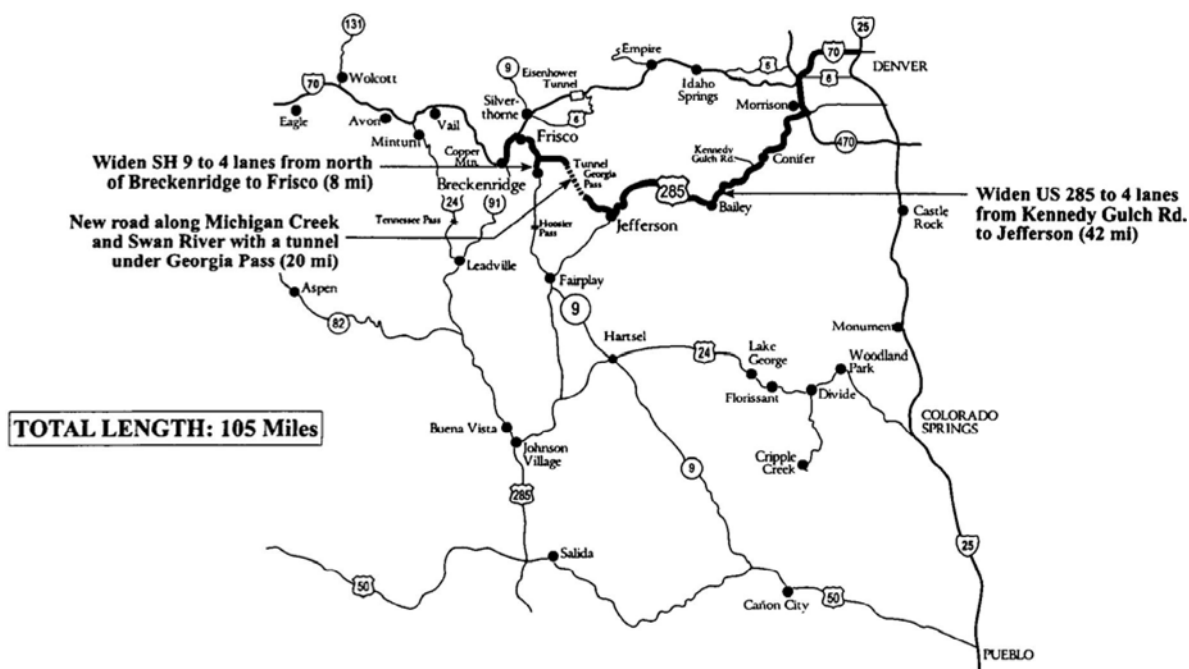 131
25
70
Empire
9
Eisenhower
Tunnel
6
DENVER
6
Wolcott
70
Idaho
Springs
Silver-
thorne
6
Morrison
Eagle
Avon
Vail
Minturn
Frisco
470
Copper
Mtn.
Kennedy
Gulch Rd.
Conifer
Widen SH 9 to 4 lanes from north
of Breckenridge to Frisco (8 mi)
Tunnel
Georgia
Pass
Breckenridge
285
Bailey
Widen US 285 to 4 lanes
from Kennedy Gulch Rd.
to Jefferson (42 mi)
24
91
Tennessee Pass
New road along Michigan Creek
and Swan River with a tunnel
under Georgia Pass (20 mi)
Hoosier
Pass
Jefferson
Castle
Rock
Leadville
Fairplay
Aspen
9
82
Hartsel
Monument
24
Lake
George
Woodland
Park
Florissant
Divide
TOTAL LENGTH: 105 Miles
COLORADO
SPRINGS
Buena Vista
Johnson
Village
Cripple
Creek
9
285
25
Salida
50
Cañon City
50
PUEBLO